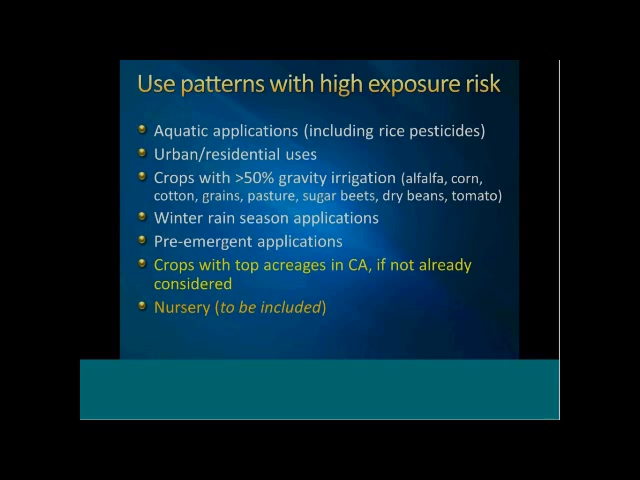 Use patterns with high exposure risk
Aquatic applications (including rice pesticides)
Urban/residential uses
Crops with >50% gravity irrigation (alfalfa, corn,
cotton, grains, pasture, sugar beets, dry beans, tomato)
Winter rain season applications
Pre-emergent applications
Crops with top acreages in CA, if not already
considered
Nursery (to be included)